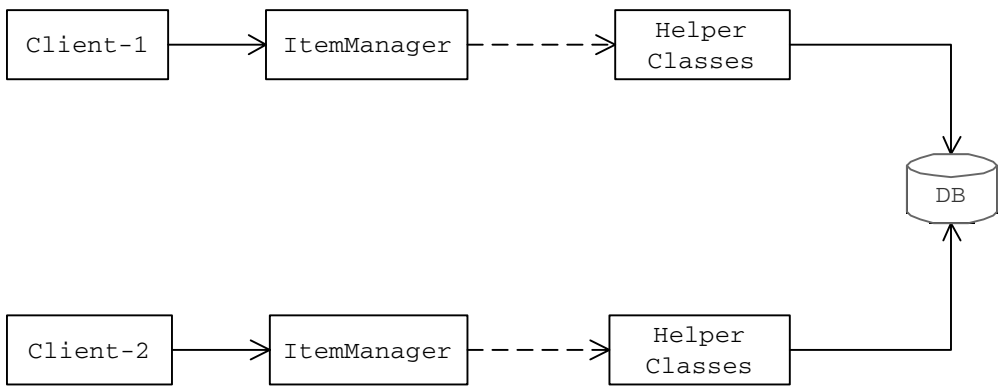 Client-1
ItemManager
Helper
Classes
DB
Client-2
ItemManager
Helper
Classes